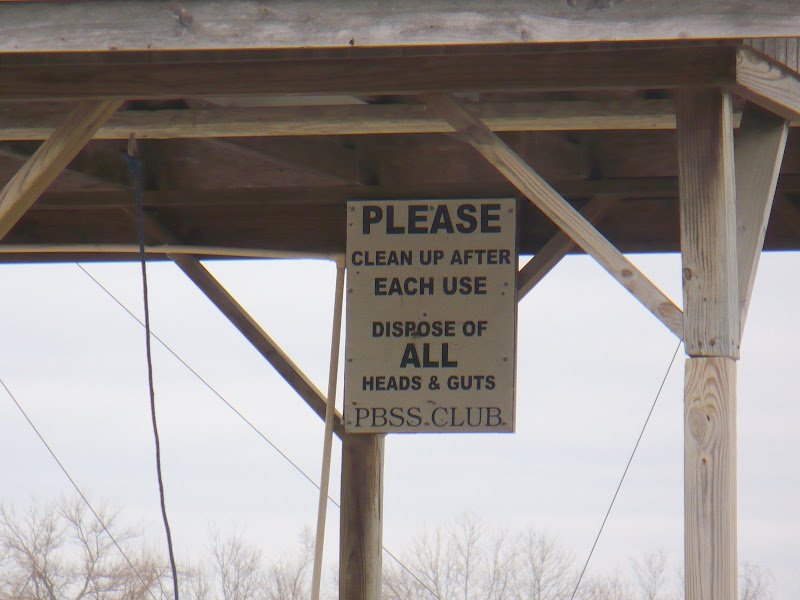 PLEASE
CLEAN UP AFTER
EACH USE
DISPOSE OF
ALL
HEADS & GUTS
PBSS CLUB